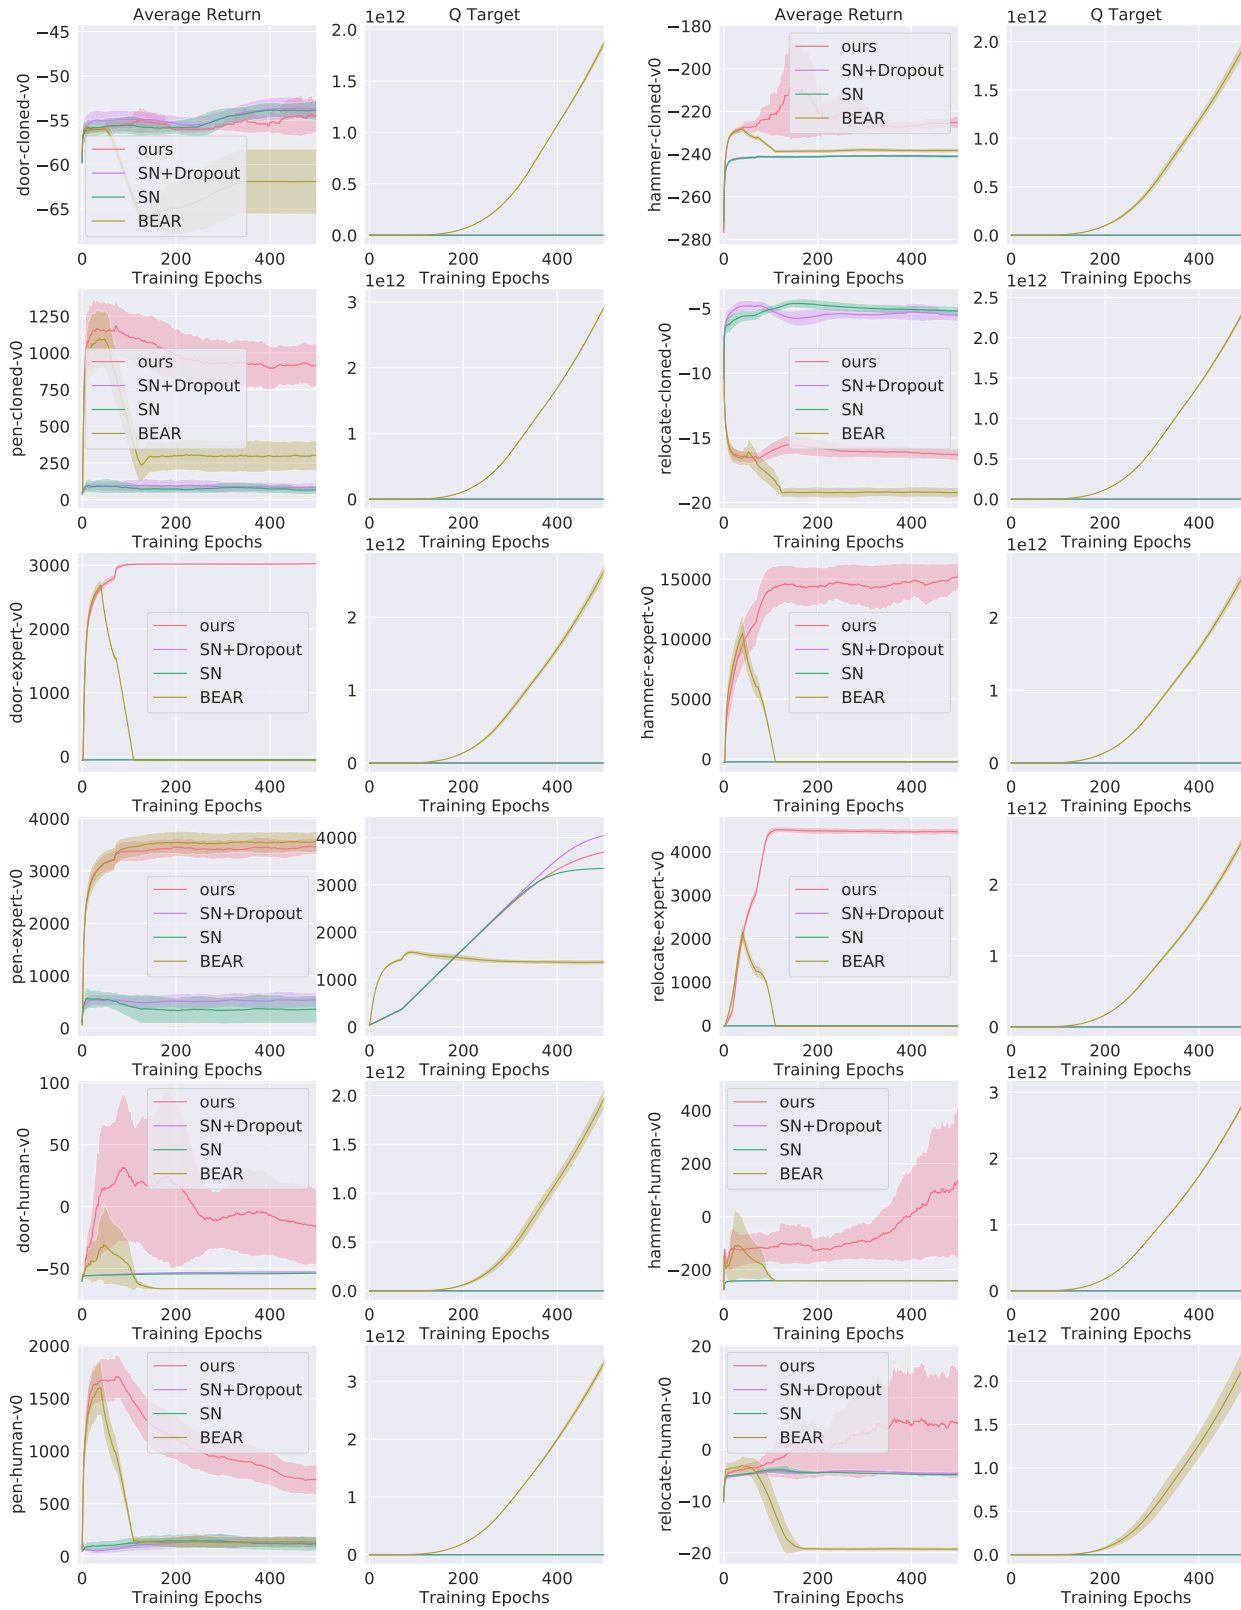 Average Return
−45
−50
−55
−60
−65
door-cloned-v0
ours
SN+Dropout
SN
BEAR
0
200
400
Training Epochs
Q Target
1e12
2.0
1.5
1.0
0.5
0.0
0
200
400
Training Epochs
Average Return
−180
−200
−220
−240
−260
−280
hammer-cloned-v0
ours
SN+Dropout
SN
BEAR
0
200
400
Training Epochs
Q Target
1e12
2.0
1.5
1.0
0.5
0.0
0
200
400
Training Epochs
1250
1000
750
500
250
0
pen-cloned-v0
ours
SN+Dropout
SN
BEAR
0
200
400
Training Epochs
1e12
3
2
1
0
0
200
400
Training Epochs
−5
−10
−15
−20
relocate-cloned-v0
ours
SN+Dropout
SN
BEAR
0
200
400
Training Epochs
1e12
2.5
2.0
1.5
1.0
0.5
0.0
0
200
400
Training Epochs
3000
2000
1000
0
door-expert-v0
ours
SN+Dropout
SN
BEAR
0
200
400
Training Epochs
1e12
2
1
0
0
200
400
Training Epochs
15000
10000
5000
0
hammer-expert-v0
ours
SN+Dropout
SN
BEAR
0
200
400
Training Epochs
1e12
2
1
0
0
200
400
Training Epochs
4000
3000
2000
1000
0
pen-expert-v0
ours
SN+Dropout
SN
BEAR
0
200
400
Training Epochs
4000
3000
2000
1000
0
0
200
400
Training Epochs
4000
3000
2000
1000
0
relocate-expert-v0
ours
SN+Dropout
SN
BEAR
0
200
400
Training Epochs
1e12
2
1
0
0
200
400
Training Epochs
100
50
0
−50
door-human-v0
ours
SN+Dropout
SN
BEAR
0
200
400
Training Epochs
1e12
2.0
1.5
1.0
0.5
0.0
0
200
400
Training Epochs
400
200
0
−200
hammer-human-v0
ours
SN+Dropout
SN
BEAR
0
200
400
Training Epochs
1e12
3
2
1
0
0
200
400
Training Epochs
2000
1500
1000
500
0
pen-human-v0
ours
SN+Dropout
SN
BEAR
0
200
400
Training Epochs
1e12
3
2
1
0
0
200
400
Training Epochs
20
10
0
−10
−20
relocate-human-v0
ours
SN+Dropout
SN
BEAR
0
200
400
Training Epochs
1e12
2.0
1.5
1.0
0.5
0.0
0
200
400
Training Epochs